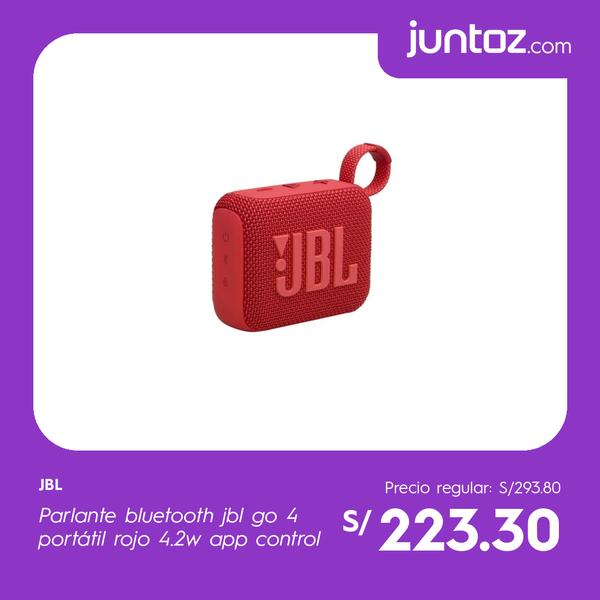 juntoz.com
JBL
JBL
Parlante bluetooth jbl go 4
portátil rojo 4.2w app control
Precio regular: S/293.80
S/ 223.30